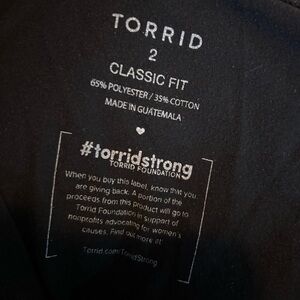 TORRID
2
CLASSIC FIT
65% POLYESTER / 35% COTTON
MADE IN GUATEMALA
#torridstrong
TORRID FOUNDATION
When you buy this label, know that you
are giving back. A portion of the
proceeds from this product will go to
Torrid Foundation in support of
nonprofits advocating for women's
causes. Find out more at:
Torrid.com/TorridStrong